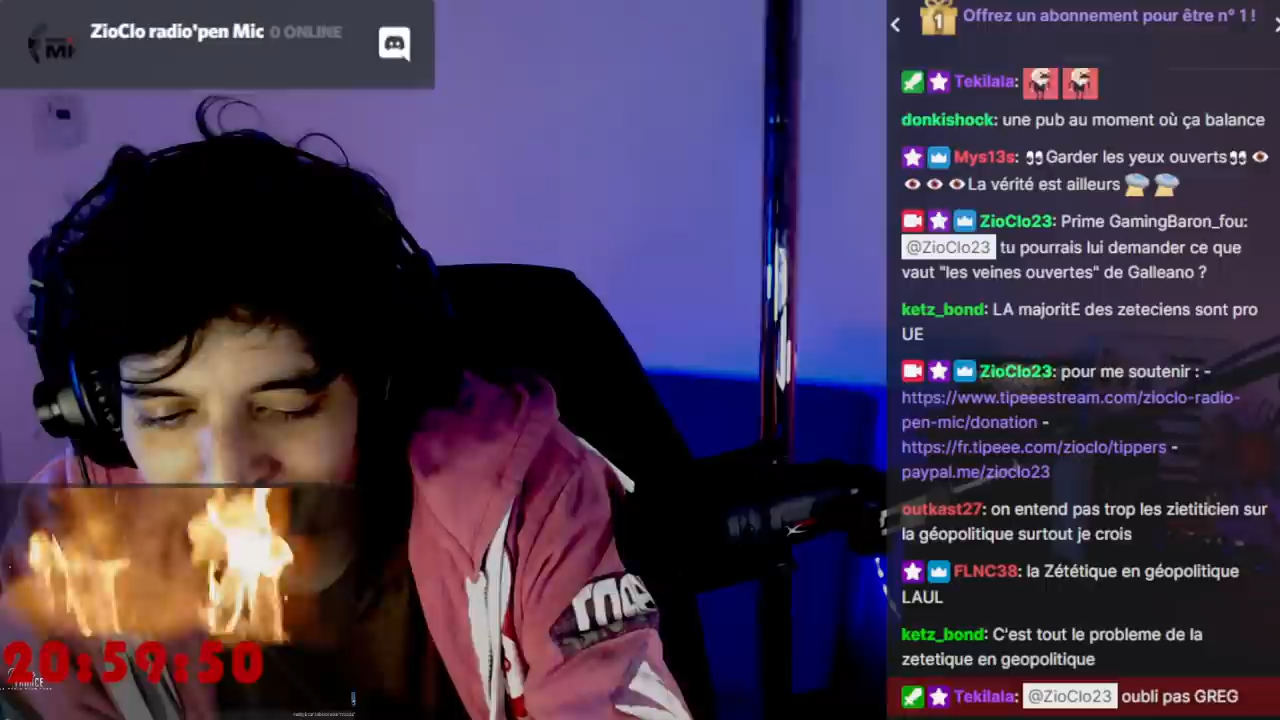 ZioClo radio'pen Mic 0 ONLINE
MI
Offrez un abonnement pour être n° 1 !
1
Tekilala:
donkishock: une pub au moment où ça balance
Mys13s: 👀Garder les yeux ouverts👀 👁
👁 👁 👁La vérité est ailleurs
ZioClo23: Prime GamingBaron_fou:
@ZioClo23 tu pourrais lui demander ce que
vaut "les veines ouvertes" de Galleano ?
ketz_bond: LA majoritE des zeteciens sont pro
UE
ZioClo23: pour me soutenir : -
https://www.tipeeestream.com/zioclo-radio-
pen-mic/donation -
https://fr.tipeee.com/zioclo/tippers -
paypal.me/zioclo23
outkast27: on entend pas trop les zietiticien sur
la géopolitique surtout je crois
FLNC38: la Zététique en géopolitique
LAUL
ketz_bond: C'est tout le probleme de la
zetetique en geopolitique
Tekilala: @ZioClo23 oubli pas GREG
20:59:50